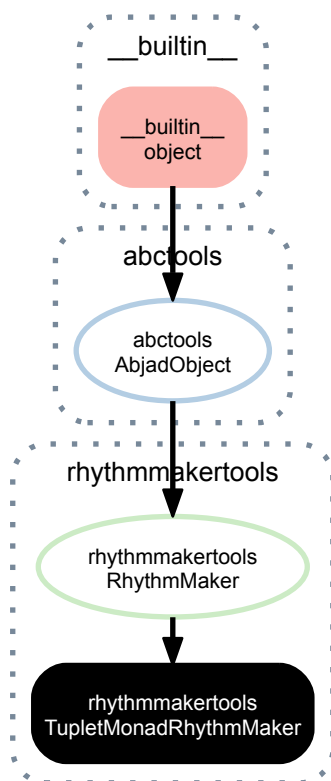 __builtin__
__builtin__
object
abctools
abctools
AbjadObject
rhythmmakertools
rhythmmakertools
RhythmMaker
rhythmmakertools
TupletMonadRhythmMaker